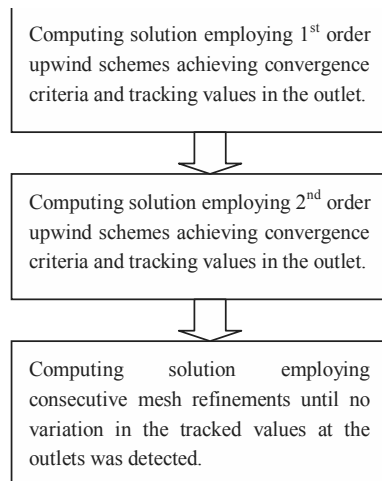 Computing solution employing 1st order
upwind schemes achieving convergence
criteria and tracking values in the outlet.
Computing solution employing 2nd order
upwind schemes achieving convergence
criteria and tracking values in the outlet.
Computing solution employing
consecutive mesh refinements until no
variation in the tracked values at the
outlets was detected.